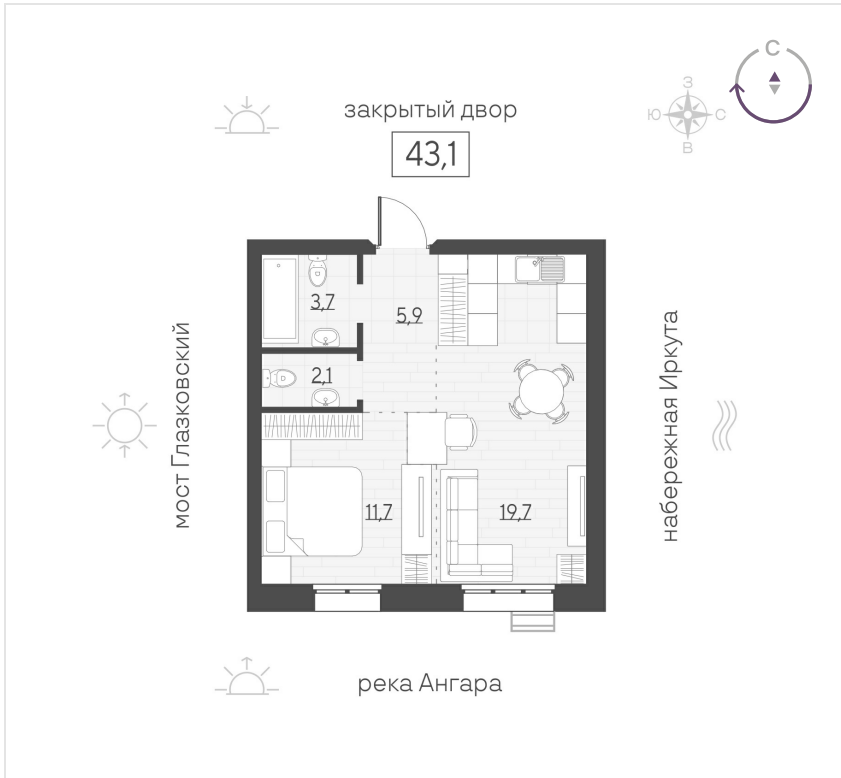 С
З
Ю С
В
закрытый двор
43,1
3,7
5,9
2,1
11,7
19,7
мост Глазковский
набережная Иркута
река Ангара